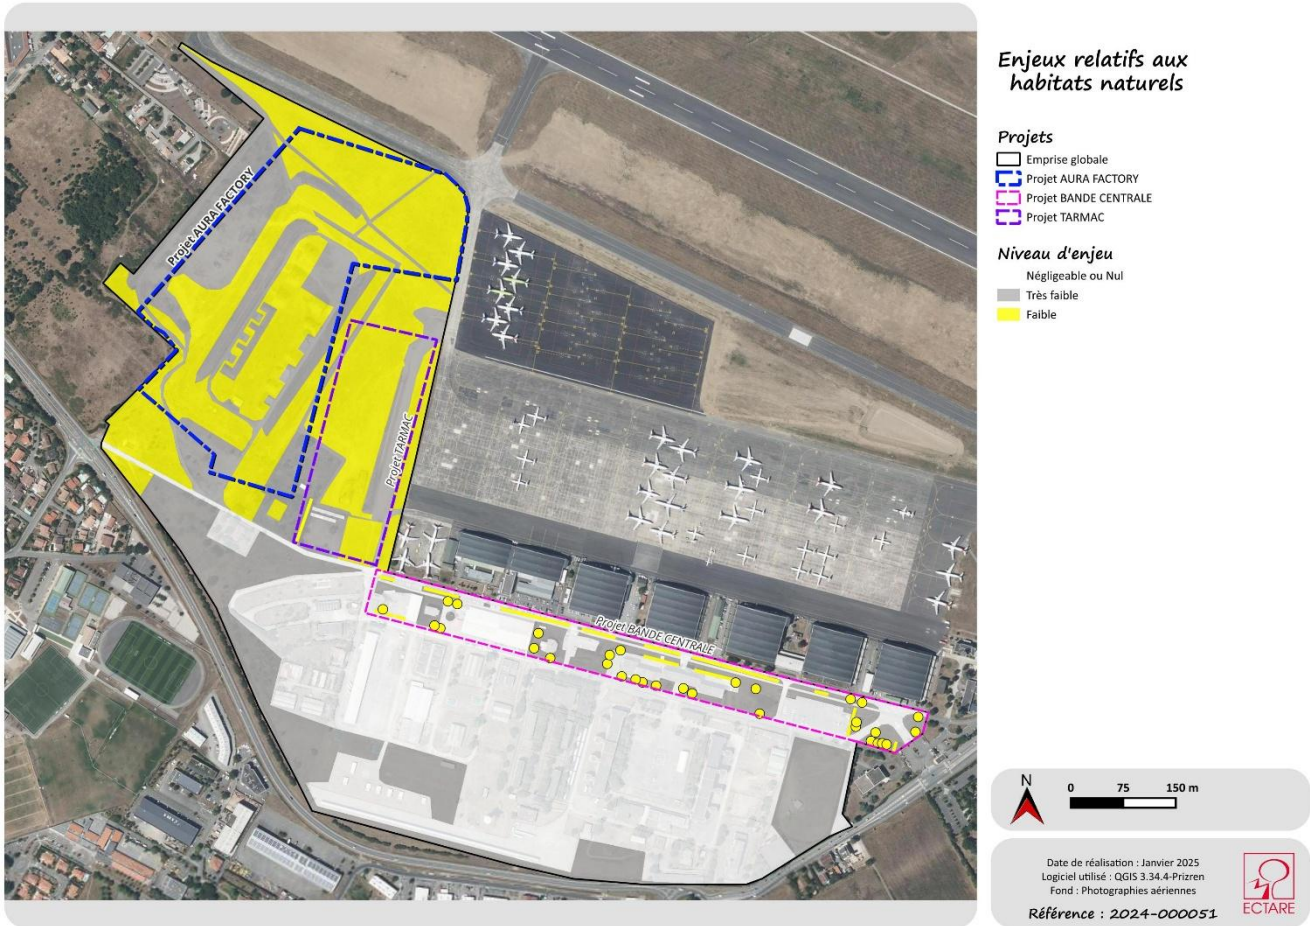 Enjeux relatifs aux
habitats naturels
Projets
Emprise globale
Projet AURA FACTORY
Projet BANDE CENTRALE
Projet TARMAC
Niveau d'enjeu
Négligeable ou Nul
Très faible
Faible
Projet AURA FACTORY
Projet TARMAC
Projet BANDE CENTRALE
N
0 75 150 m
Date de réalisation : Janvier 2025
Logiciel utilisé : QGIS 3.34.4-Prizren
Fond : Photographies aériennes
Référence : 2024-000051
ECTARE